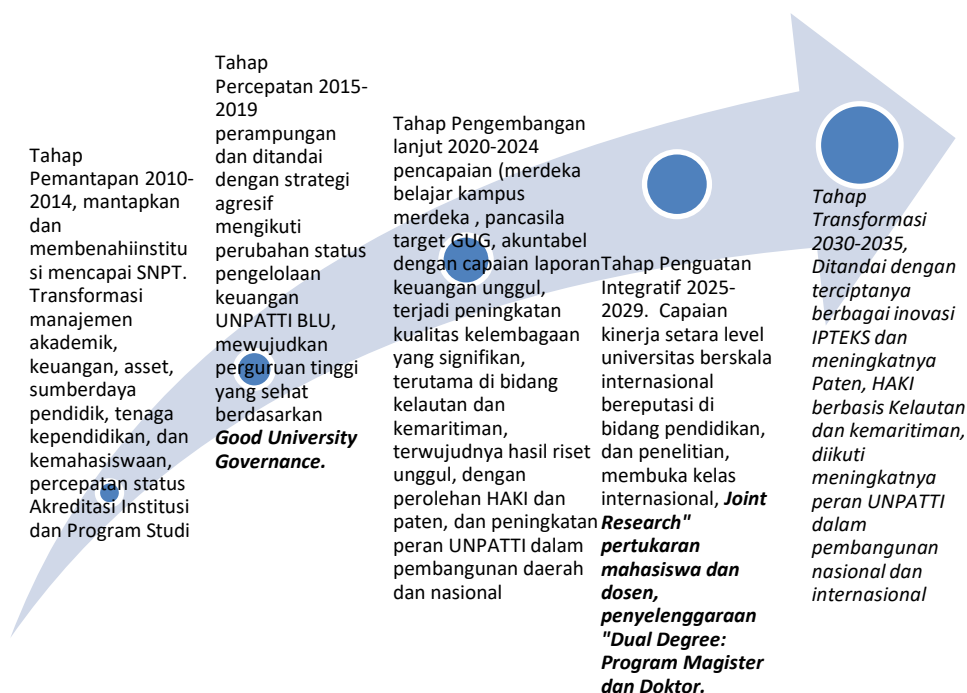 Tahap
Pemantapan 2010-
2014, mantapkan
dan
membenahiinstitu
si mencapai SNPT.
Transformasi
manajemen
akademik,
keuangan, asset,
sumberdaya
pendidik, tenaga
kependidikan, dan
kemahasiswaan,
percepatan status
Akreditasi Institusi
dan Program Studi
Tahap
Percepatan 2015-
2019
perampungan
dan ditandai
dengan strategi
agresif
mengikuti
perubahan status
pengelolaan
keuangan
UNPATTI BLU,
mewujudkan
perguruan tinggi
yang sehat
berdasarkan
Good University
Governance.
Tahap Pengembangan
lanjut 2020-2024
pencapaian (merdeka
belajar kampus
merdeka , pancasila
target GUG, akuntabel
dengan capaian laporan
keuangan unggul,
terjadi peningkatan
kualitas kelembagaan
yang signifikan,
terutama di bidang
kelautan dan
kemaritiman,
terwujudnya hasil riset
unggul, dengan
perolehan HAKI dan
paten, dan peningkatan
peran UNPATTI dalam
pembangunan daerah
dan nasional
Tahap Penguatan
Integratif 2025-
2029.  Capaian
kinerja setara level
universitas berskala
internasional
bereputasi di
bidang pendidikan,
dan penelitian,
membuka kelas
internasional, Joint
Research"
pertukaran
mahasiswa dan
dosen,
penyelenggaraan
"Dual Degree:
Program Magister
dan Doktor.
Tahap
Transformasi
2030-2035,
Ditandai dengan
terciptanya
berbagai inovasi
IPTEKS dan
meningkatnya
Paten, HAKI
berbasis Kelautan
dan kemaritiman,
diikuti
meningkatnya
peran UNPATTI
dalam
pembangunan
nasional dan
internasional